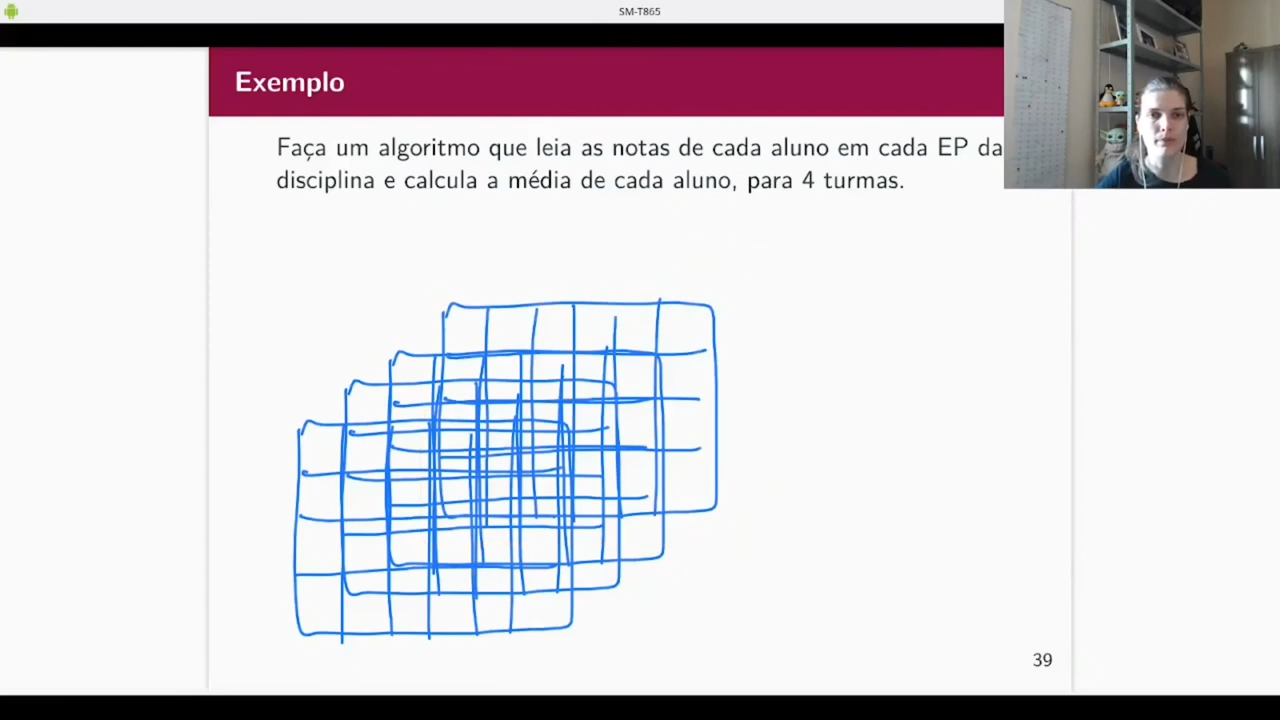 SM-T865
Exemplo
Faça um algoritmo que leia as notas de cada aluno em cada EP da
disciplina e calcula a média de cada aluno, para 4 turmas.
39